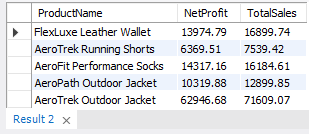 ProductName NetProfit TotalSales
FlexLuxe Leather Wallet 13974.79 16899.74
AeroTrek Running Shorts 6369.51 7539.42
AeroFit Performance Socks 14317.16 16184.61
AeroPath Outdoor Jacket 10319.88 12899.85
AeroTrek Outdoor Jacket 62946.68 71609.07
Result 2